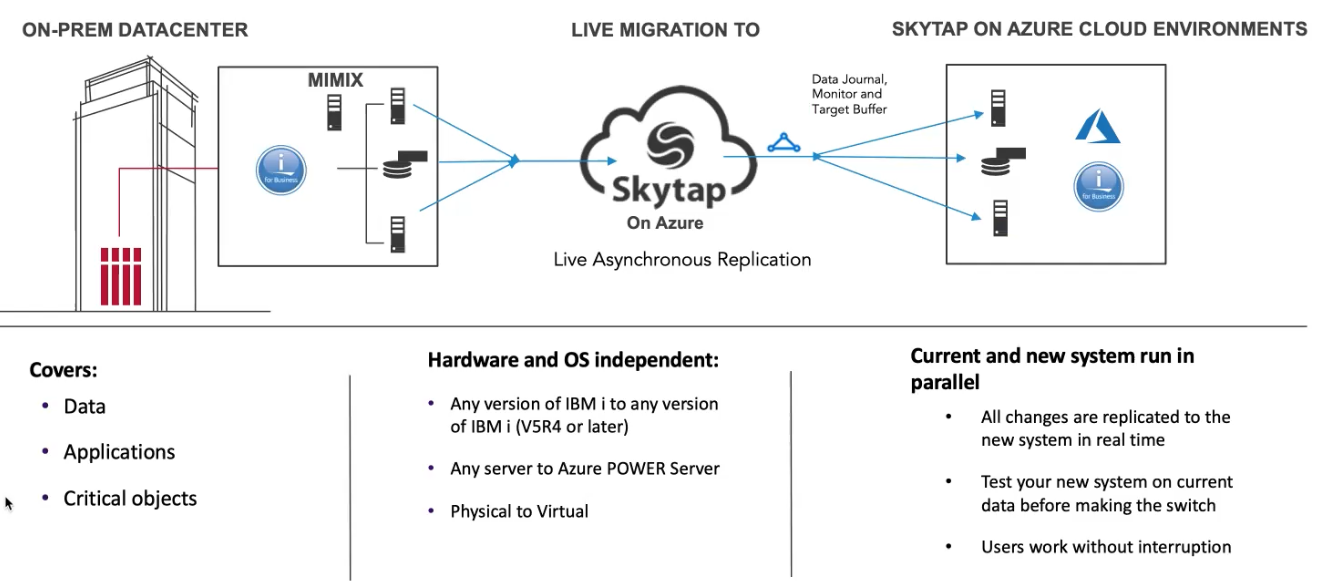 ON-PREM DATACENTER
LIVE MIGRATION TO
SKYTAP ON AZURE CLOUD ENVIRONMENTS
MIMIX
i
for Business
Skytap
On Azure
Live Asynchronous Replication
Data Journal,
Monitor and
Target Buffer
i
for Business
Covers:
• Data
• Applications
• Critical objects
Hardware and OS independent:
• Any version of IBM i to any version
of IBM i (V5R4 or later)
• Any server to Azure POWER Server
• Physical to Virtual
Current and new system run in
parallel
• All changes are replicated to the
new system in real time
• Test your new system on current
data before making the switch
• Users work without interruption